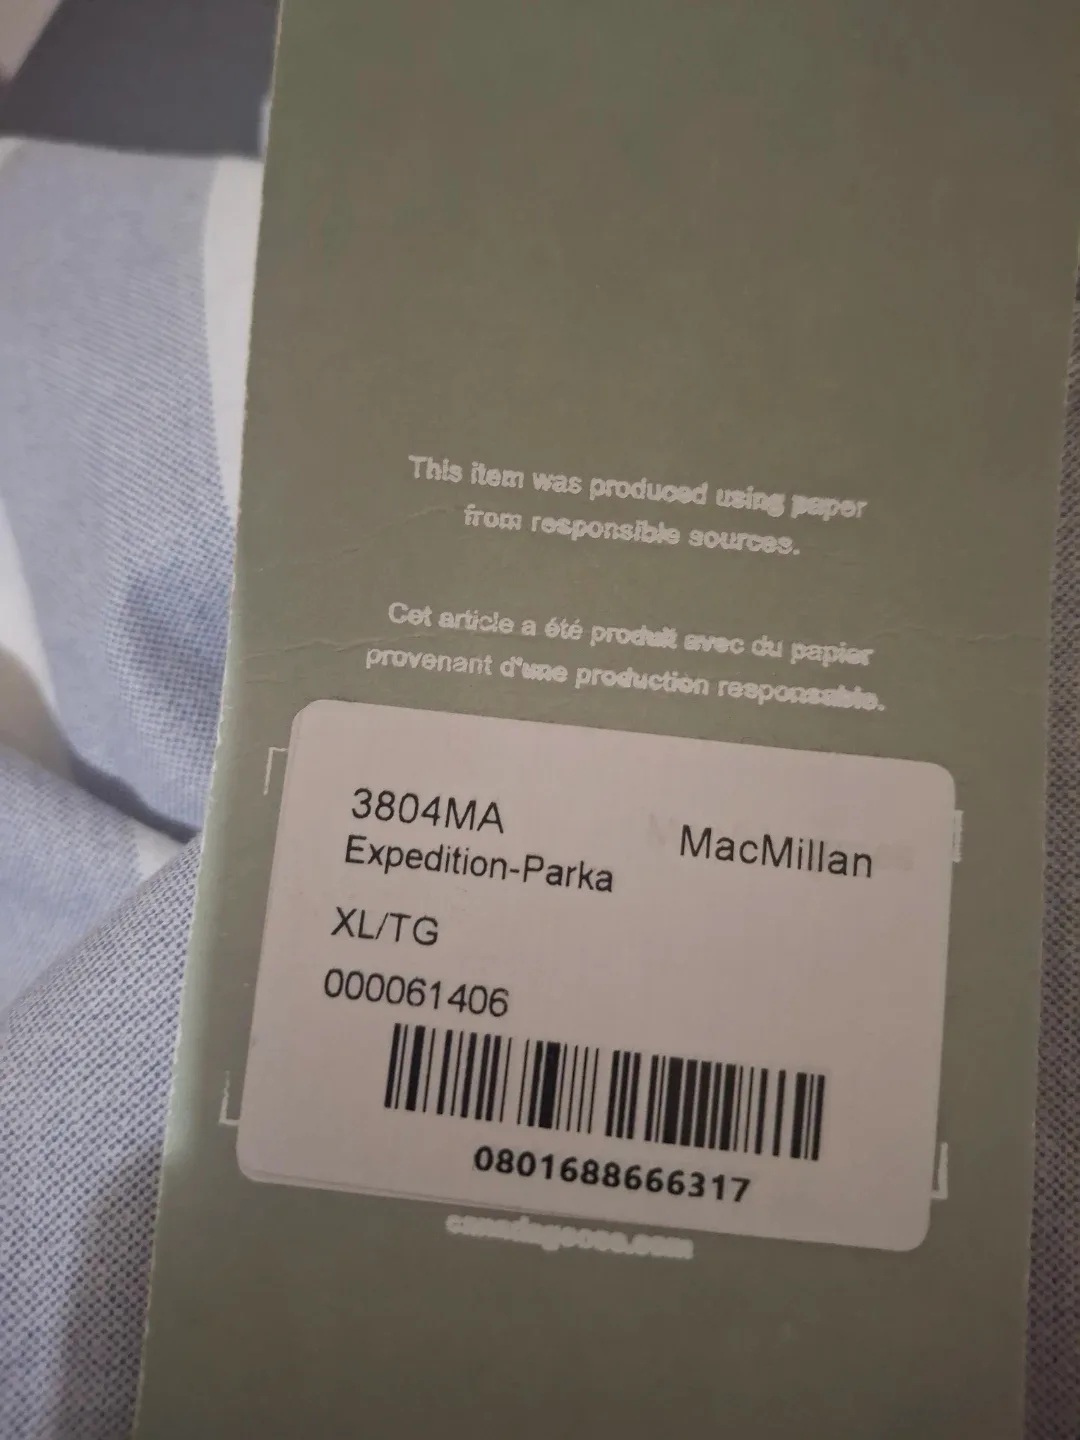 This item was produced using paper
from responsible sources.
Cet article a été produit avec du papier
provenant d'une production responsable.
3804MA
MacMillan
Expedition-Parka
XL/TG
000061406
0801688666317
canadagoose.com